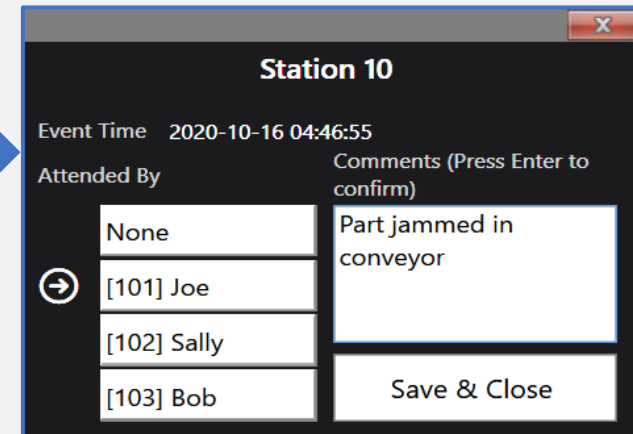 Station 10
Event Time 2020-10-16 04:46:55
Attended By
None
[101] Joe
[102] Sally
[103] Bob
Comments (Press Enter to
confirm)
Part jammed in
conveyor
Save & Close